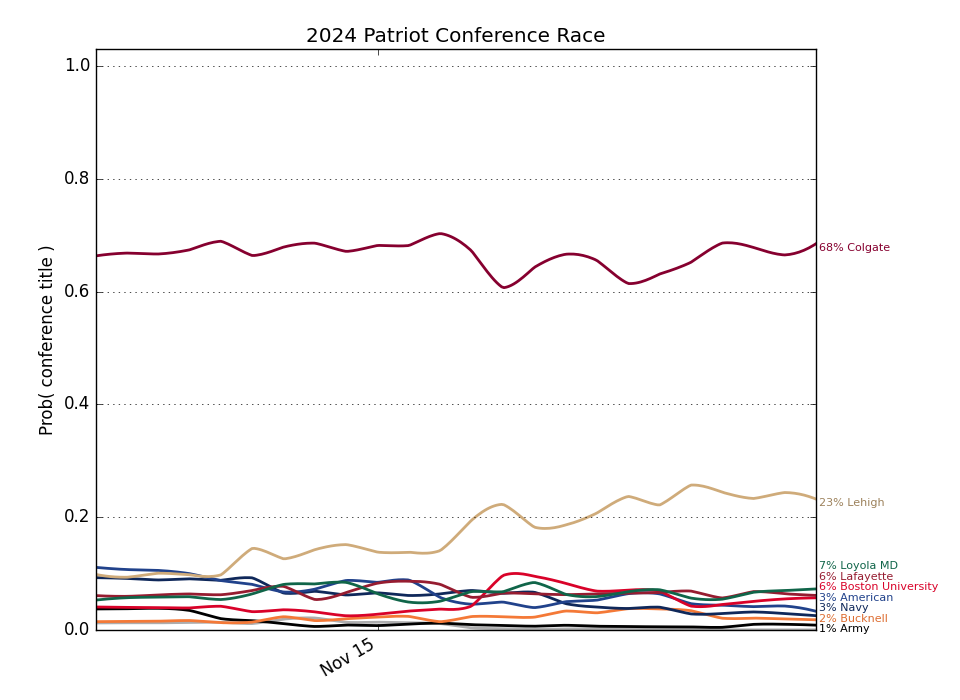 2024 Patriot Conference Race
1.0
0.8
0.6
0.4
0.2
0.0
Prob( conference title )
Nov 15
68% Colgate
23% Lehigh
7% Loyola MD
6% Lafayette
6% Boston University
3% American
3% Navy
2% Bucknell
1% Army